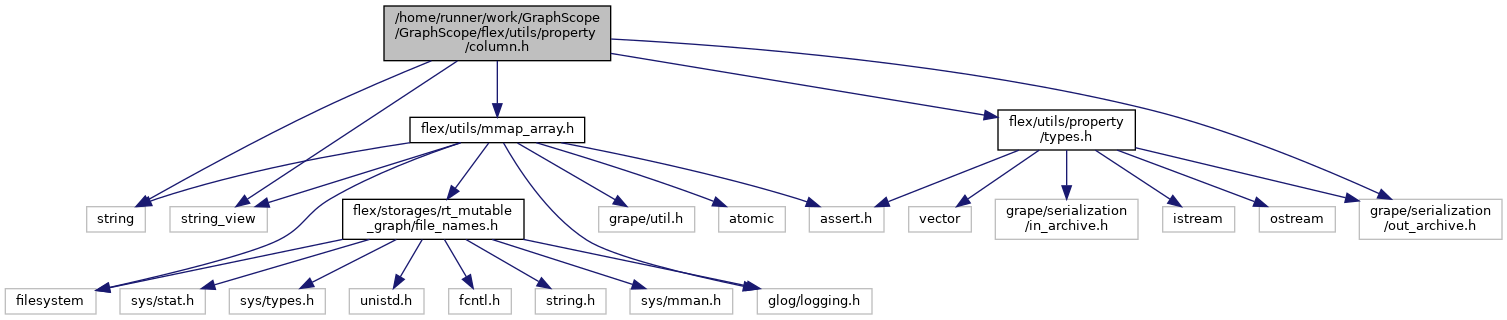 /home/runner/work/GraphScope
/GraphScope/flex/utils/property
/column.h
flex/utils/mmap_array.h
flex/utils/property
/types.h
string
string_view
flex/storages/rt_mutable
_graph/file_names.h
grape/util.h
atomic
assert.h
vector
grape/serialization
/in_archive.h
istream
ostream
grape/serialization
/out_archive.h
filesystem
sys/stat.h
sys/types.h
unistd.h
fcntl.h
string.h
sys/mman.h
glog/logging.h